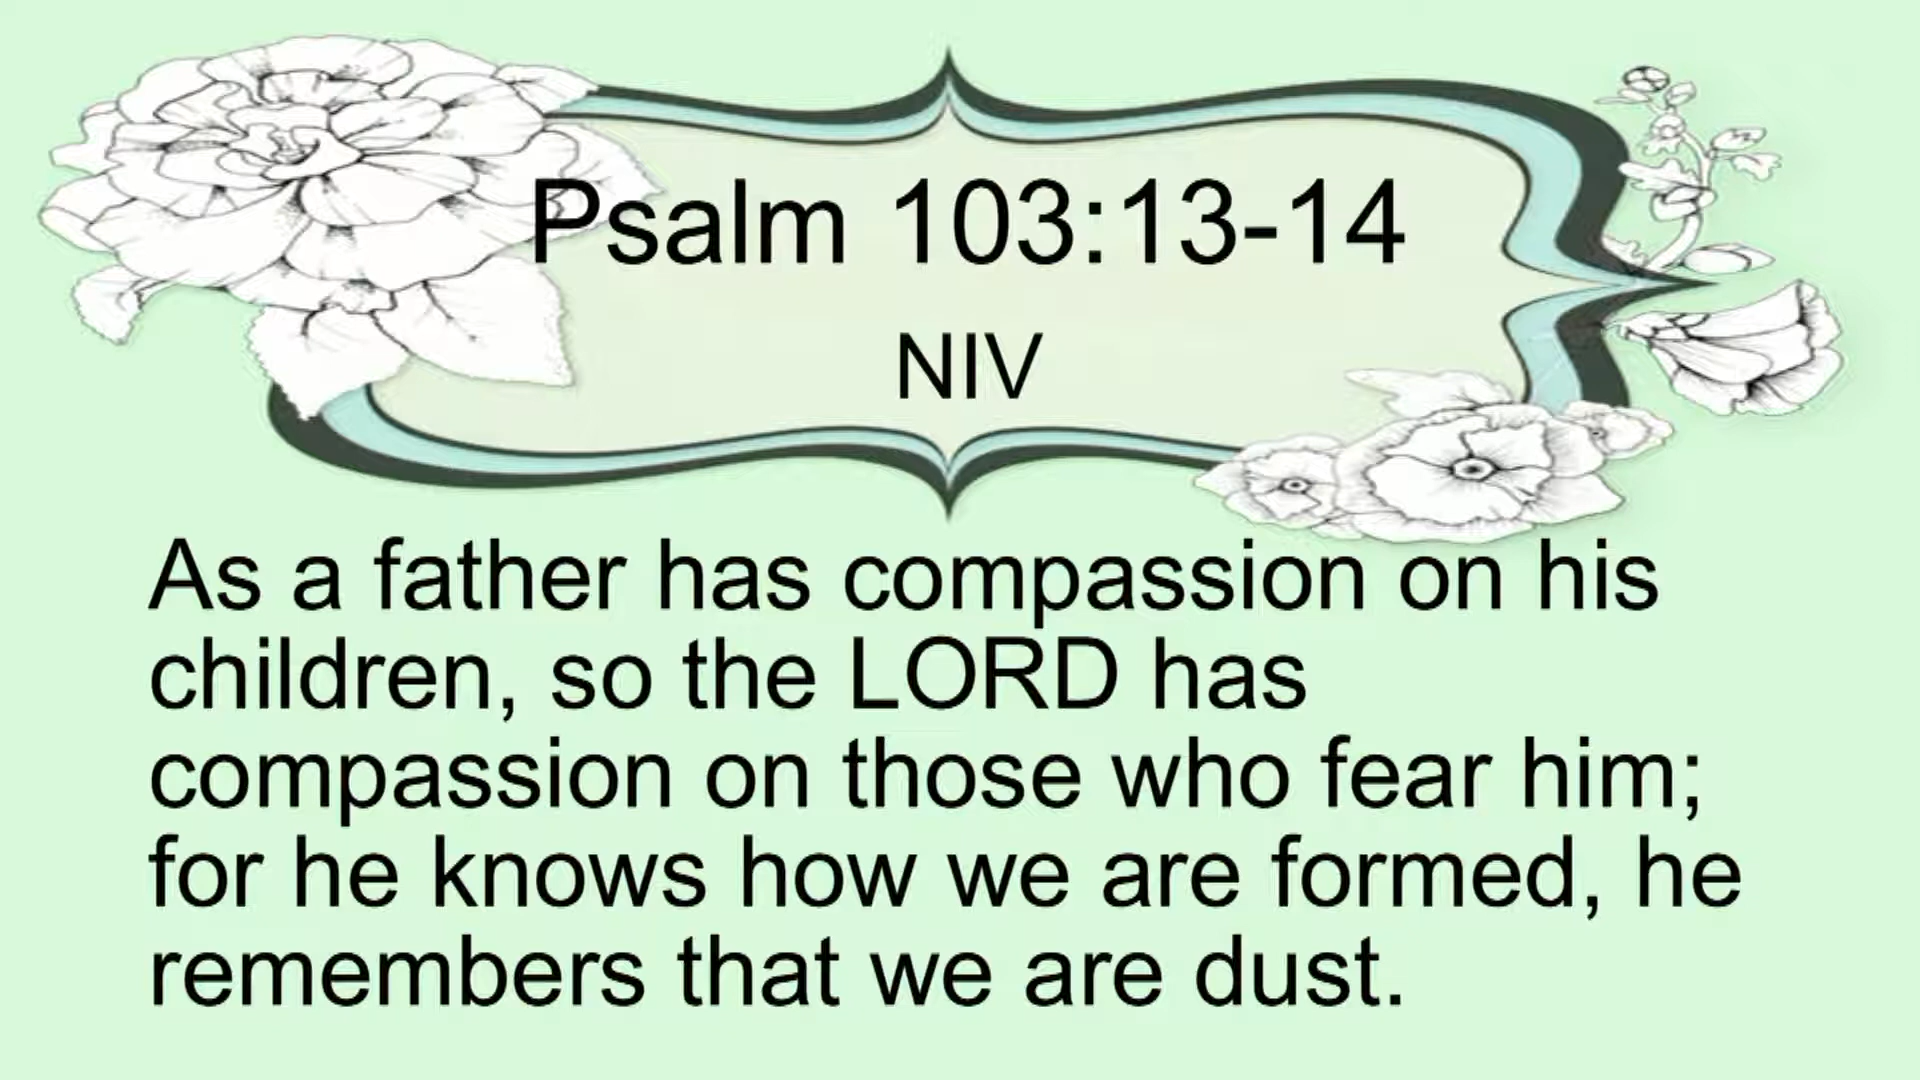 Psalm 103:13-14
NIV
As a father has compassion on his
children, so the LORD has
compassion on those who fear him;
for he knows how we are formed, he
remembers that we are dust.